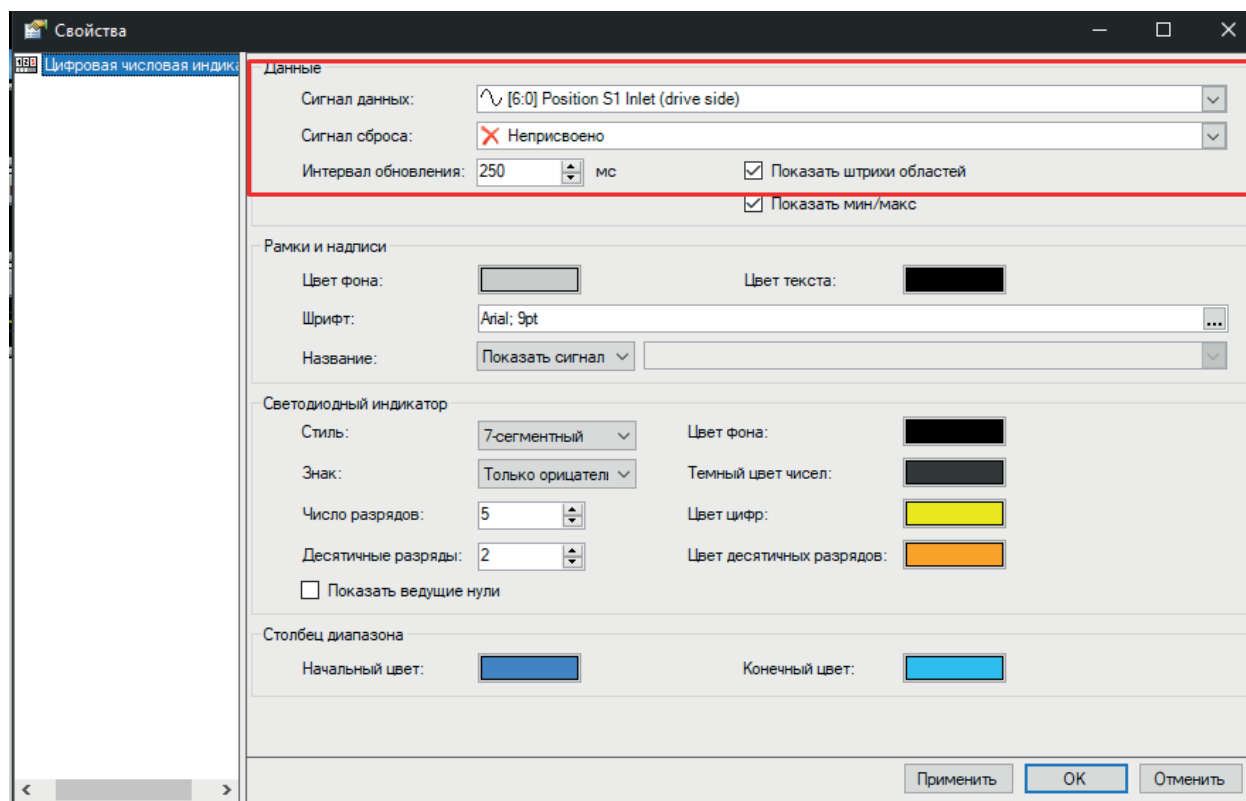 Свойства
Цифровая числовая индика
Данные
Сигнал данных: [6:0] Position S1 Inlet (drive side)
Сигнал сброса: Неприсвоено
Интервал обновления: 250 мс Показать штрихи областей
Показать мин/макс
Рамки и надписи
Цвет фона: Цвет текста:
Шрифт: Arial; 9pt ...
Название: Показать сигнал
Светодиодный индикатор
Стиль: 7-сегментный Цвет фона:
Знак: Только орицател Темный цвет чисел:
Число разрядов: 5 Цвет цифр:
Десятичные разряды: 2 Цвет десятичных разрядов:
Показать ведущие нули
Столбец диапазона
Начальный цвет: Конечный цвет:
Применить OK Отменить